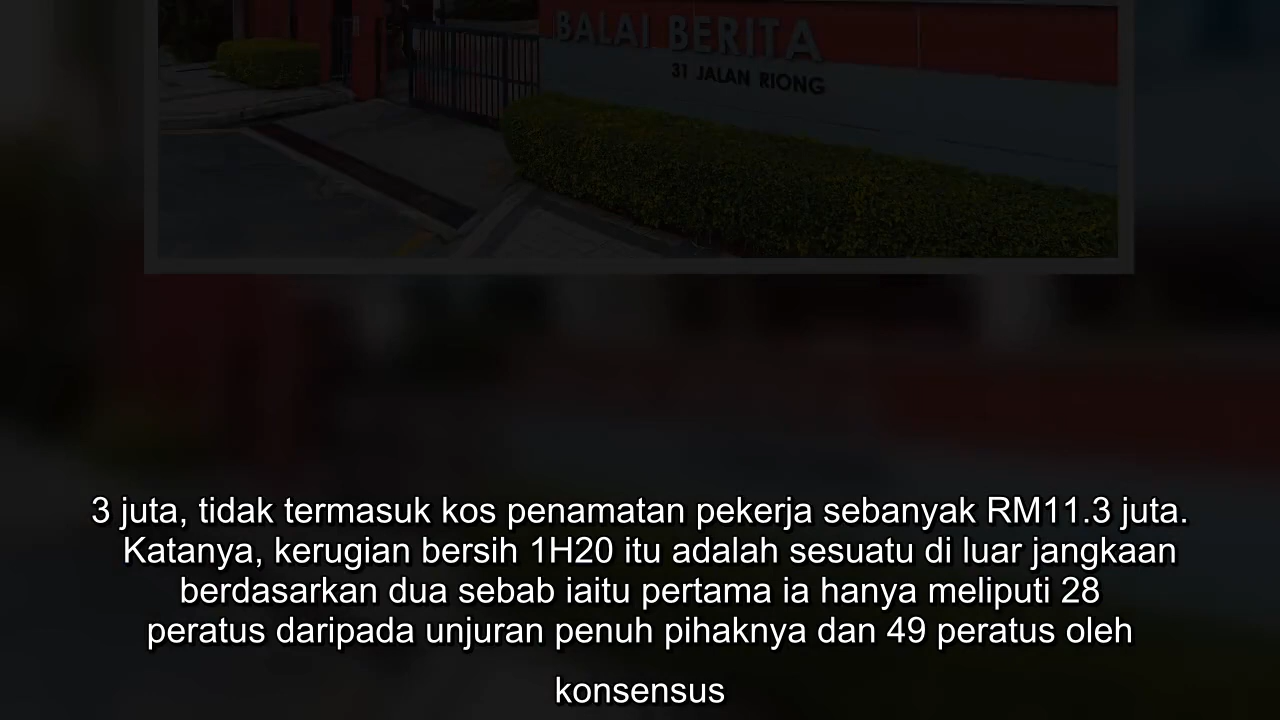 BALAI BERITA
31 JALAN RIONG
3 juta, tidak termasuk kos penamatan pekerja sebanyak RM11.3 juta.
Katanya, kerugian bersih 1H20 itu adalah sesuatu di luar jangkaan
berdasarkan dua sebab iaitu pertama ia hanya meliputi 28
peratus daripada unjuran penuh pihaknya dan 49 peratus oleh
konsensus